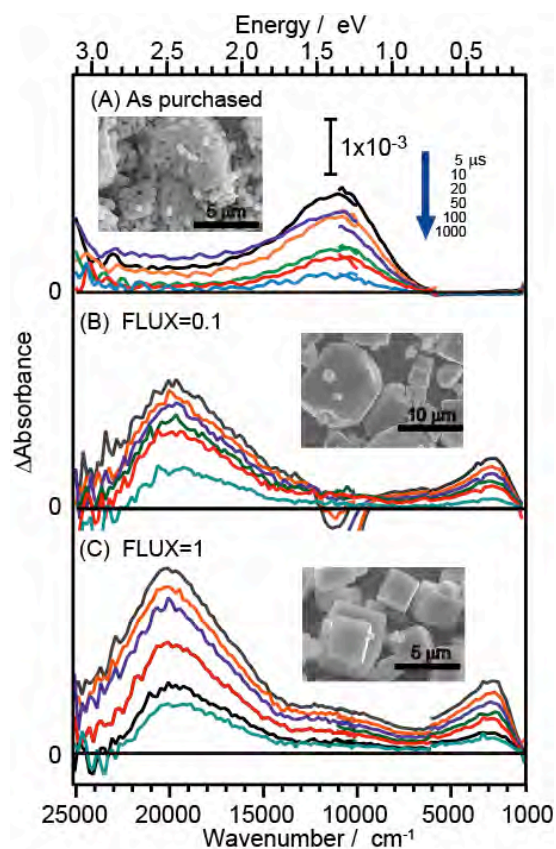 Energy / eV
3.0 2.5 2.0 1.5 1.0 0.5
(A) As purchased
5 μm
1x10-3
5 μs
10
20
50
100
1000
0
(B) FLUX=0.1
10 μm
0
(C) FLUX=1
5 μm
0
ΔAbsorbance
25000 20000 15000 10000 5000 1000
Wavenumber / cm-1